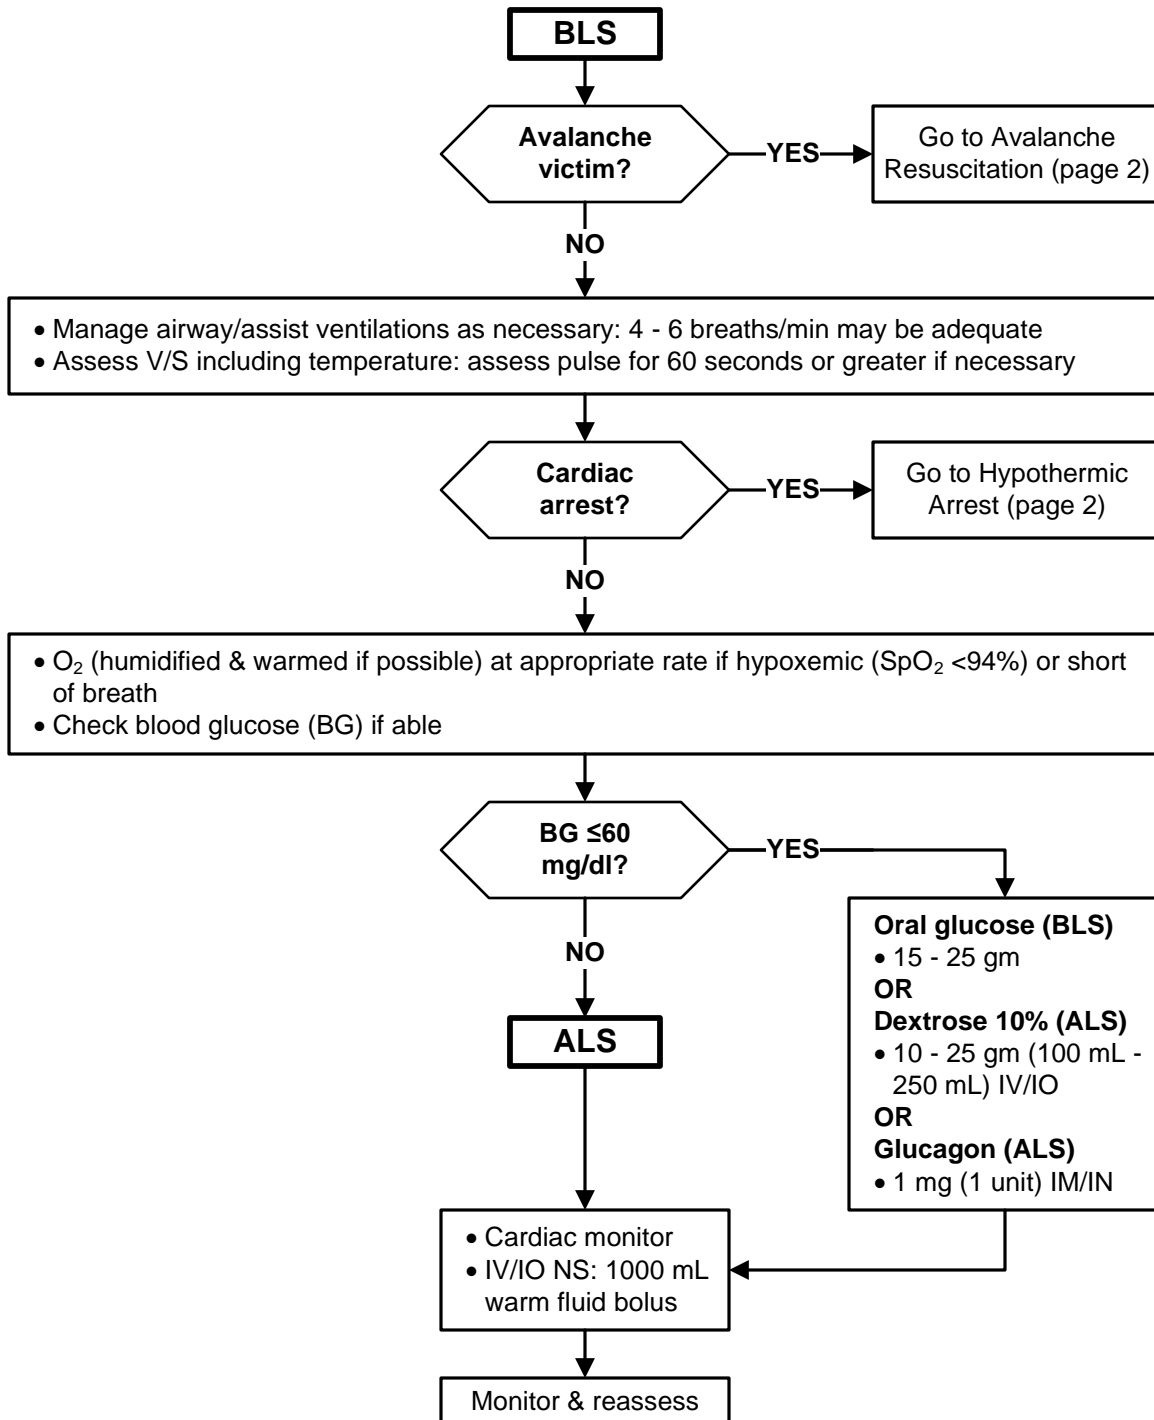 BLS
Avalanche
victim?
YES
Go to Avalanche
Resuscitation (page 2)
NO
• Manage airway/assist ventilations as necessary: 4 - 6 breaths/min may be adequate
• Assess V/S including temperature: assess pulse for 60 seconds or greater if necessary
Cardiac
arrest?
YES
Go to Hypothermic
Arrest (page 2)
NO
• O₂ (humidified & warmed if possible) at appropriate rate if hypoxemic (SpO₂ <94%) or short
of breath
• Check blood glucose (BG) if able
BG ≤60
mg/dl?
YES
NO
Oral glucose (BLS)
• 15 - 25 gm
OR
Dextrose 10% (ALS)
• 10 - 25 gm (100 mL -
250 mL) IV/IO
OR
Glucagon (ALS)
• 1 mg (1 unit) IM/IN
ALS
• Cardiac monitor
• IV/IO NS: 1000 mL
warm fluid bolus
Monitor & reassess